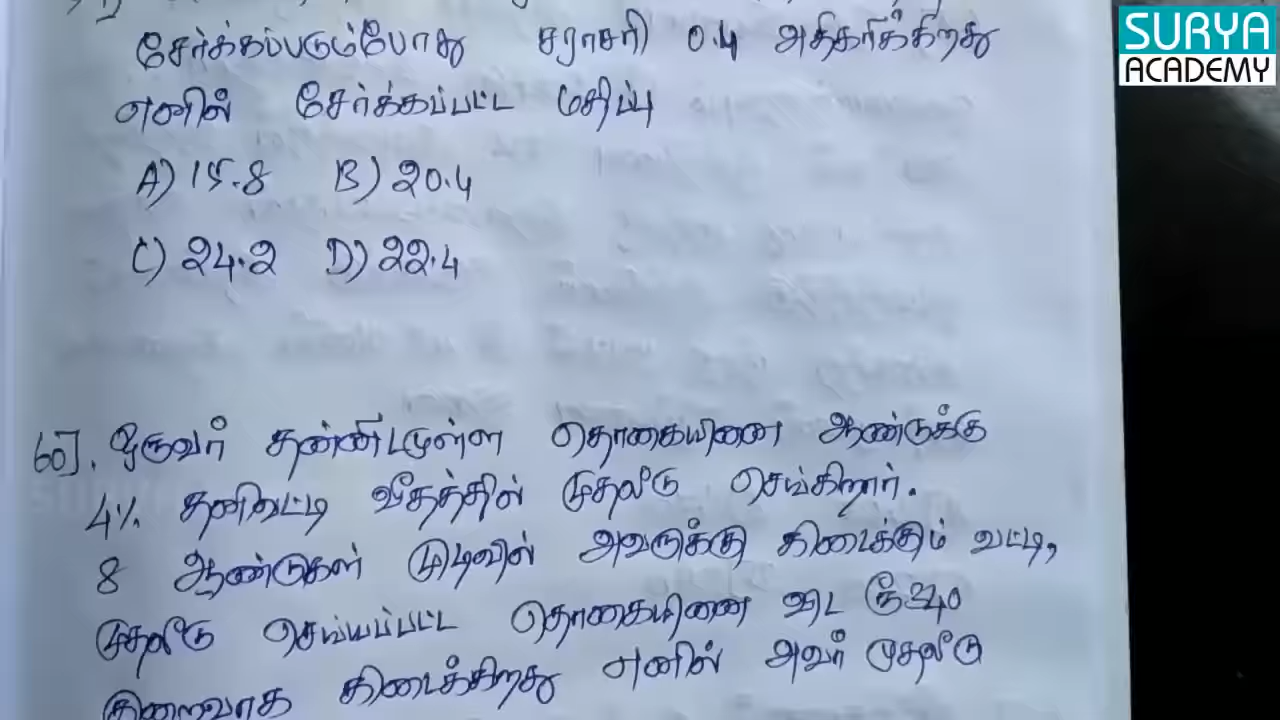 SURYA
ACADEMY
சேர்க்கப்படும்போது சராசரி 0.4 அதிகரிக்கிறது
எனில் சேர்க்கப்பட்ட மதிப்பு
A) 15.8 B) 20.4
C) 24.2 D) 22.4
60]. ஒருவர் தண்ணிடமுள்ள தொகையினை ஆண்டுக்கு
4% தனிவட்டி வீதத்தில் முதலீடு செய்கிறார்.
8 ஆண்டுகள் முடிவில் அவருக்கு கிடைக்கும் வட்டி,
முதலீடு செய்யப்பட்ட தொகையினை விட ரூ.340
குறைவாக கிடைக்கிறது எனில் அவர் முதலீடு